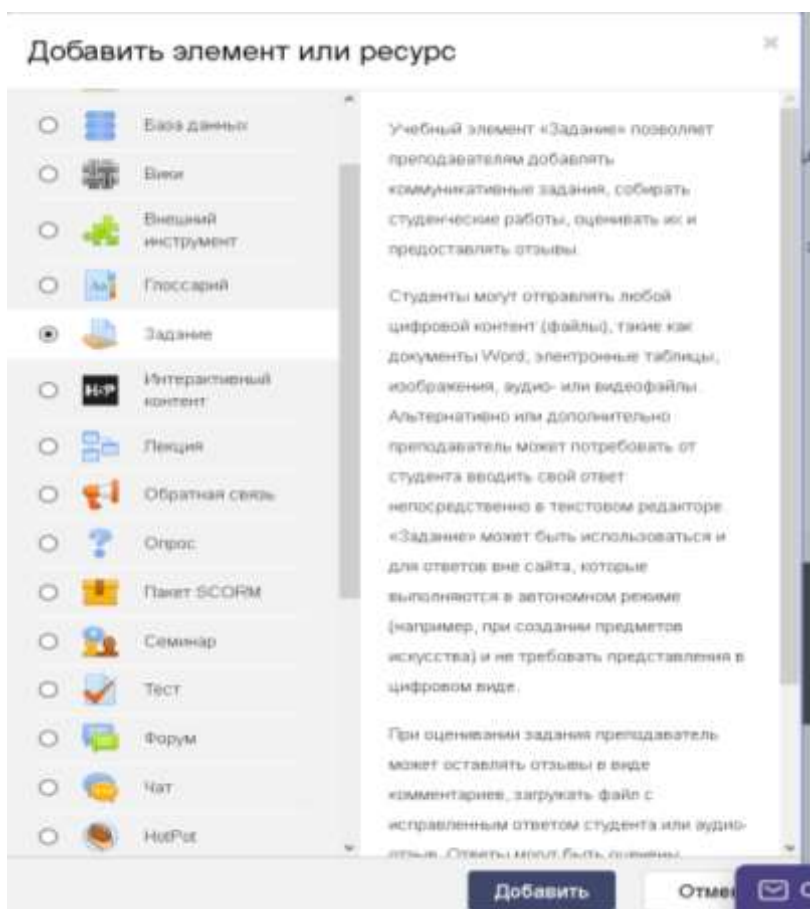 Добавить элемент или ресурс
База данных
Вики
Внешний
инструмент
Глоссарий
Задание
H5P
Интерактивный
контент
Лекция
Обратная связь
Опрос
Пакет SCORM
Семинар
Тест
Форум
Чат
HotPot
Учебный элемент «Задание» позволяет
преподавателям добавлять
коммуникативные задания, собирать
студенческие работы, оценивать их и
предоставлять отзывы.
Студенты могут отправлять любой
цифровой контент (файлы), такие как
документы Word, электронные таблицы,
изображения, аудио- или видеофайлы.
Альтернативно или дополнительно
преподаватель может потребовать от
студента вводить свой ответ
непосредственно в текстовом редакторе.
«Задание» может быть использоваться и
для ответов вне сайта, которые
выполняются в автономном режиме
(например, при создании предметов
искусства) и не требовать представления в
цифровом виде.
При оценивании задания преподаватель
может оставлять отзывы в виде
комментариев, загружать файл с
исправленным ответом студента или аудио-
отзыв. Ответы могут быть оценены
Добавить